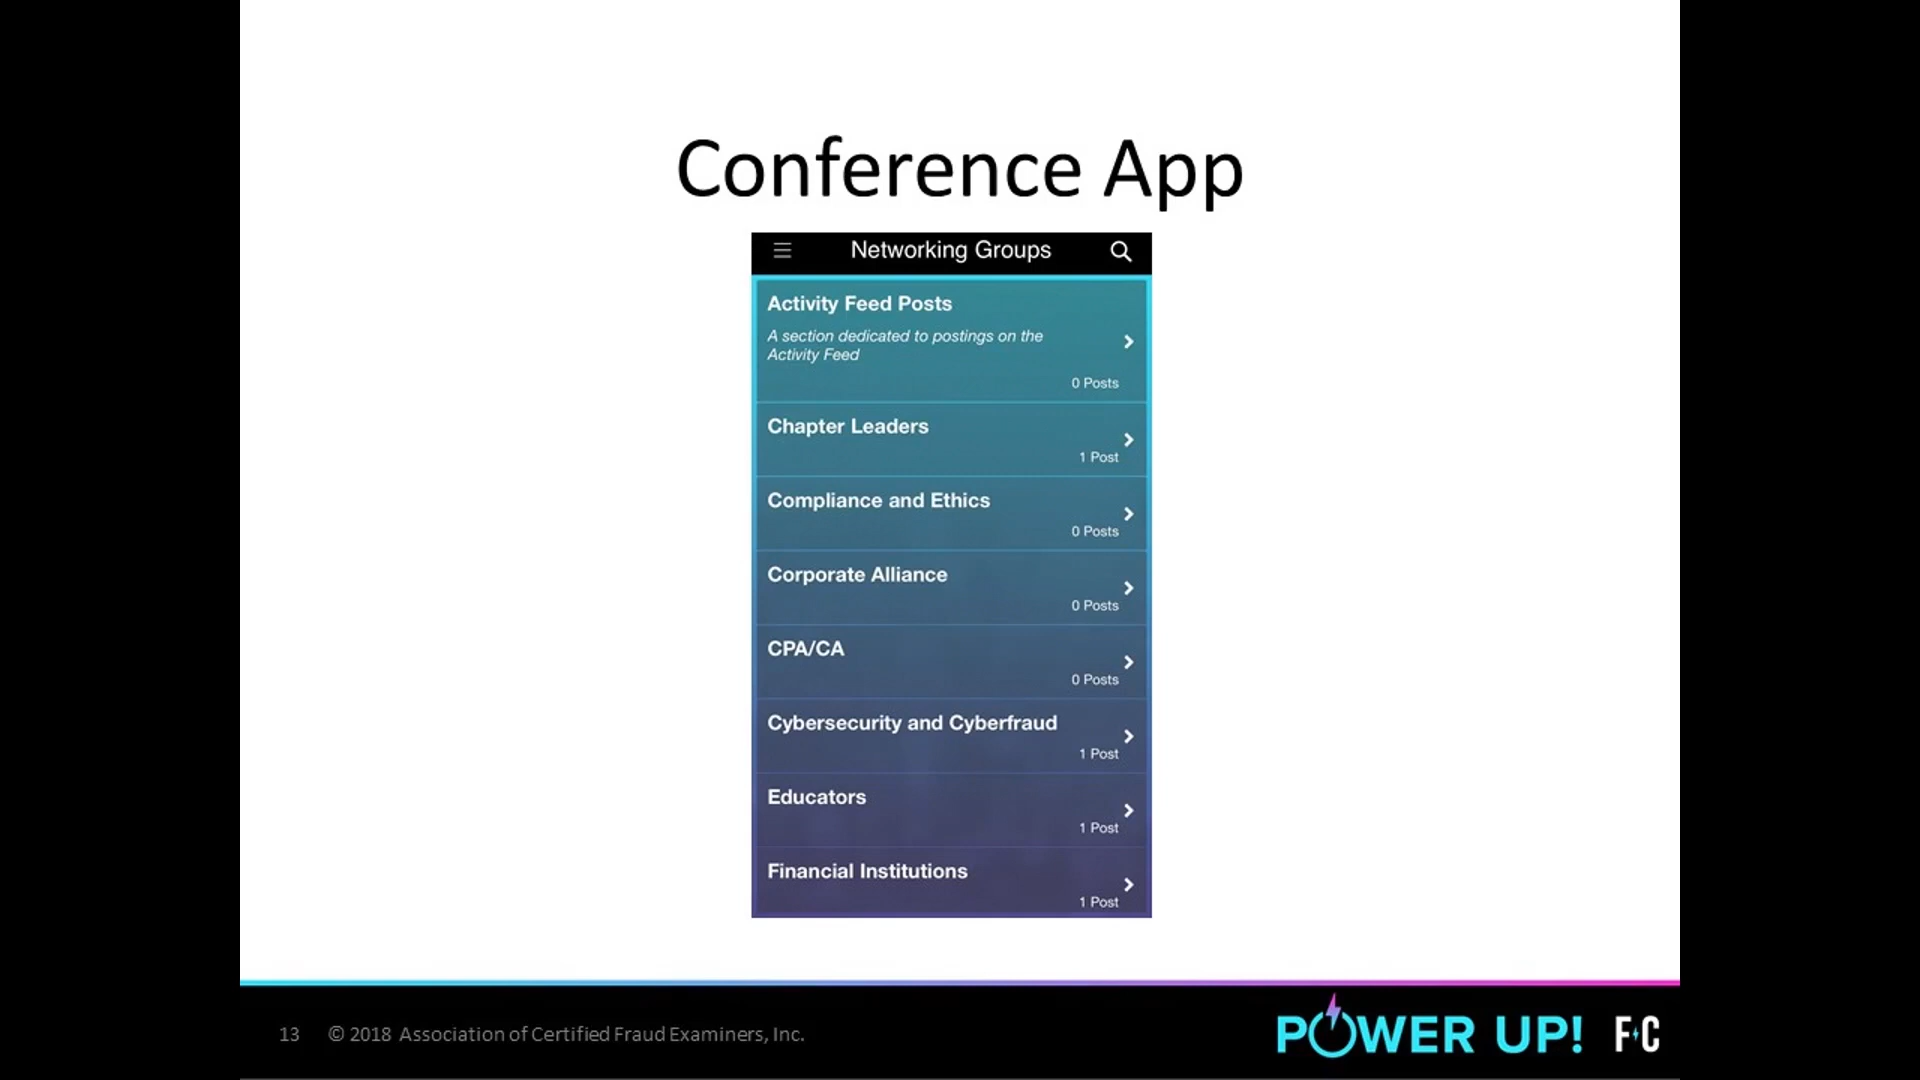 Conference App
Networking Groups
Activity Feed Posts
A section dedicated to postings on the
Activity Feed
0 Posts
Chapter Leaders
1 Post
Compliance and Ethics
0 Posts
Corporate Alliance
0 Posts
CPA/CA
0 Posts
Cybersecurity and Cyberfraud
1 Post
Educators
1 Post
Financial Institutions
1 Post
13 © 2018 Association of Certified Fraud Examiners, Inc.
POWER UP! F C